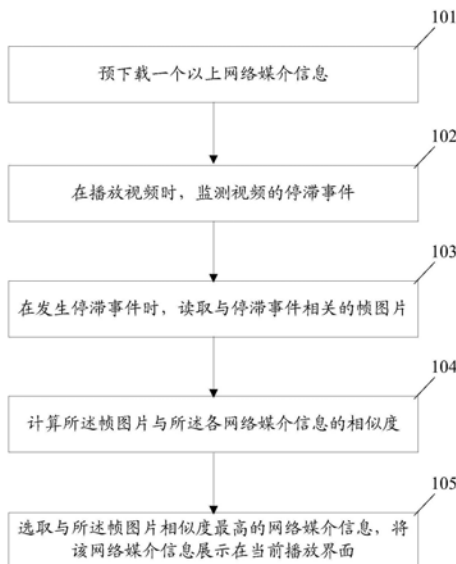 101
预下载一个以上网络媒介信息
102
在播放视频时，监测视频的停滞事件
103
在发生停滞事件时，读取与停滞事件相关的帧图片
104
计算所述帧图片与所述各网络媒介信息的相似度
105
选取与所述帧图片相似度最高的网络媒介信息，将
该网络媒介信息展示在当前播放界面